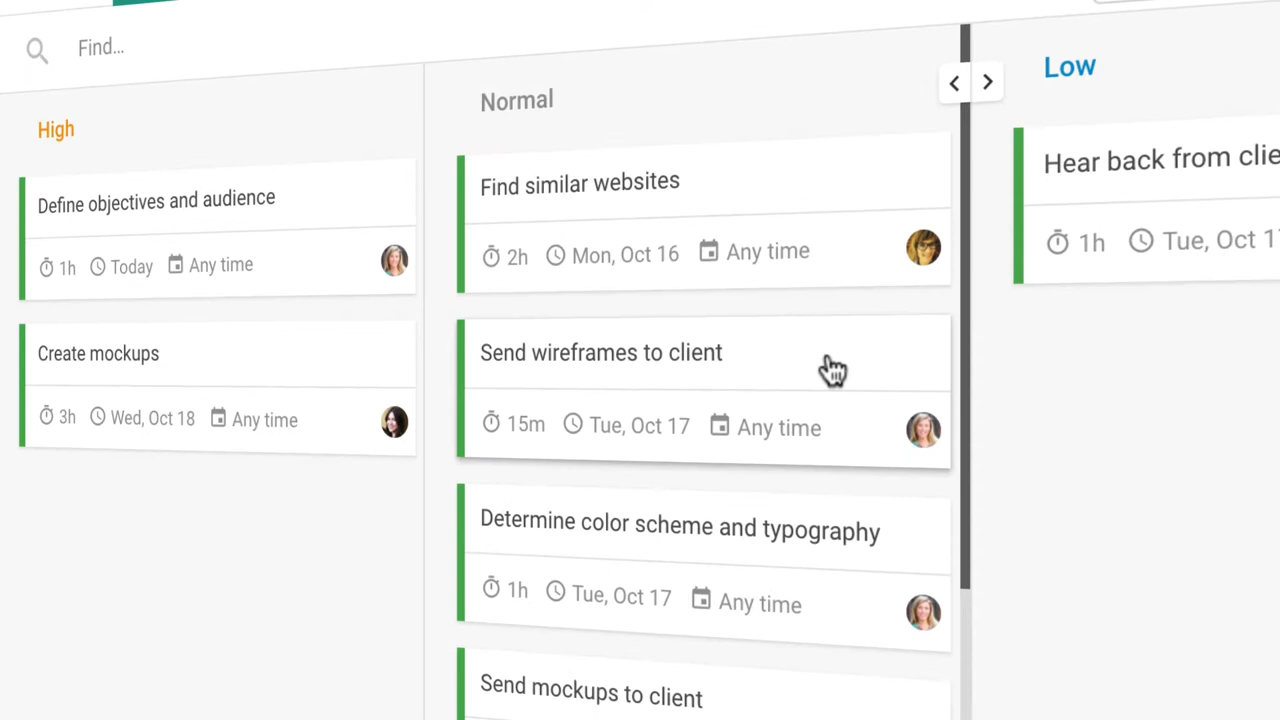 Find...
High
Define objectives and audience
1h Today Any time
Create mockups
3h Wed, Oct 18 Any time
Normal
Find similar websites
2h Mon, Oct 16 Any time
Send wireframes to client
15m Tue, Oct 17 Any time
Determine color scheme and typography
1h Tue, Oct 17 Any time
Send mockups to client
Low
Hear back from
1h Tue, Oct